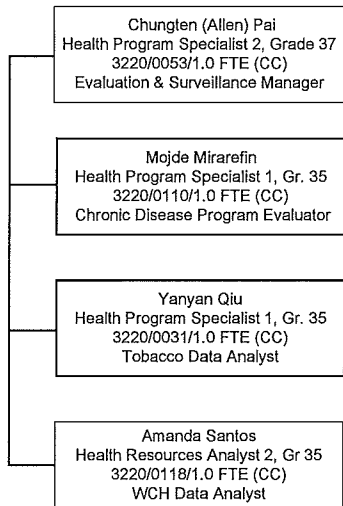 Chungten (Allen) Pai
Health Program Specialist 2, Grade 37
3220/0053/1.0 FTE (CC)
Evaluation & Surveillance Manager
Mojde Mirarefin
Health Program Specialist 1, Gr. 35
3220/0110/1.0 FTE (CC)
Chronic Disease Program Evaluator
Yanyan Qiu
Health Program Specialist 1, Gr. 35
3220/0031/1.0 FTE (CC)
Tobacco Data Analyst
Amanda Santos
Health Resources Analyst 2, Gr 35
3220/0118/1.0 FTE (CC)
WCH Data Analyst